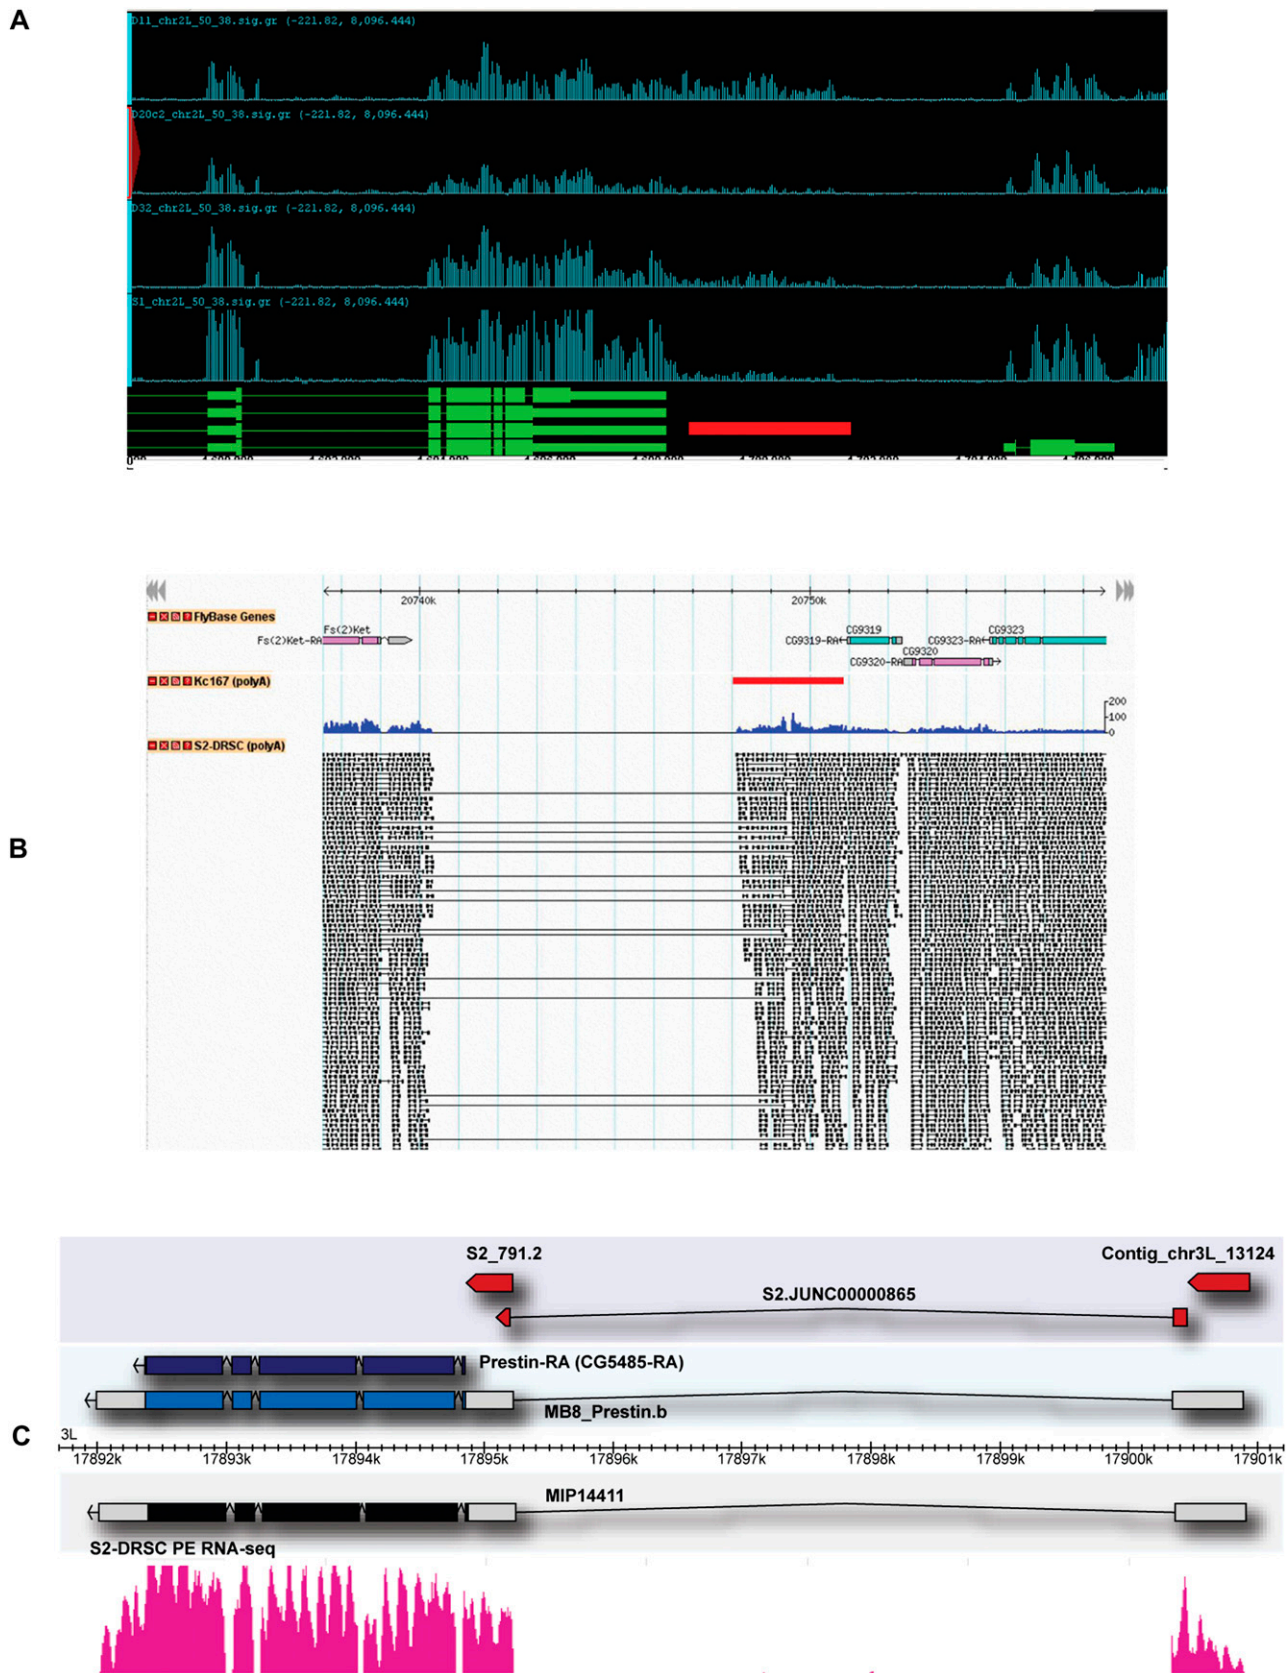 A
D11_chr2L_50_38.sig.gr (-221.82, 8,096.444)
D20c2_chr2L_50_38.sig.gr (-221.82, 8,096.444)
D32_chr2L_50_38.sig.gr (-221.82, 8,096.444)
S1_chr2L_50_38.sig.gr (-221.82, 8,096.444)
B
20740k 20750k
FlyBase Genes
Fs(2)Ket
Fs(2)Ket-RA
CG9319
CG9319-RA
CG9323
CG9323-RA
CG9320
CG9320-RA
Kc167 (polyA)
200
100
0
S2-DRSC (polyA)
C
S2_791.2
Contig_chr3L_13124
S2.JUNC00000865
Prestin-RA (CG5485-RA)
MB8_Prestin.b
3L
17892k 17893k 17894k 17895k 17896k 17897k 17898k 17899k 17900k 17901k
MIP14411
S2-DRSC PE RNA-seq